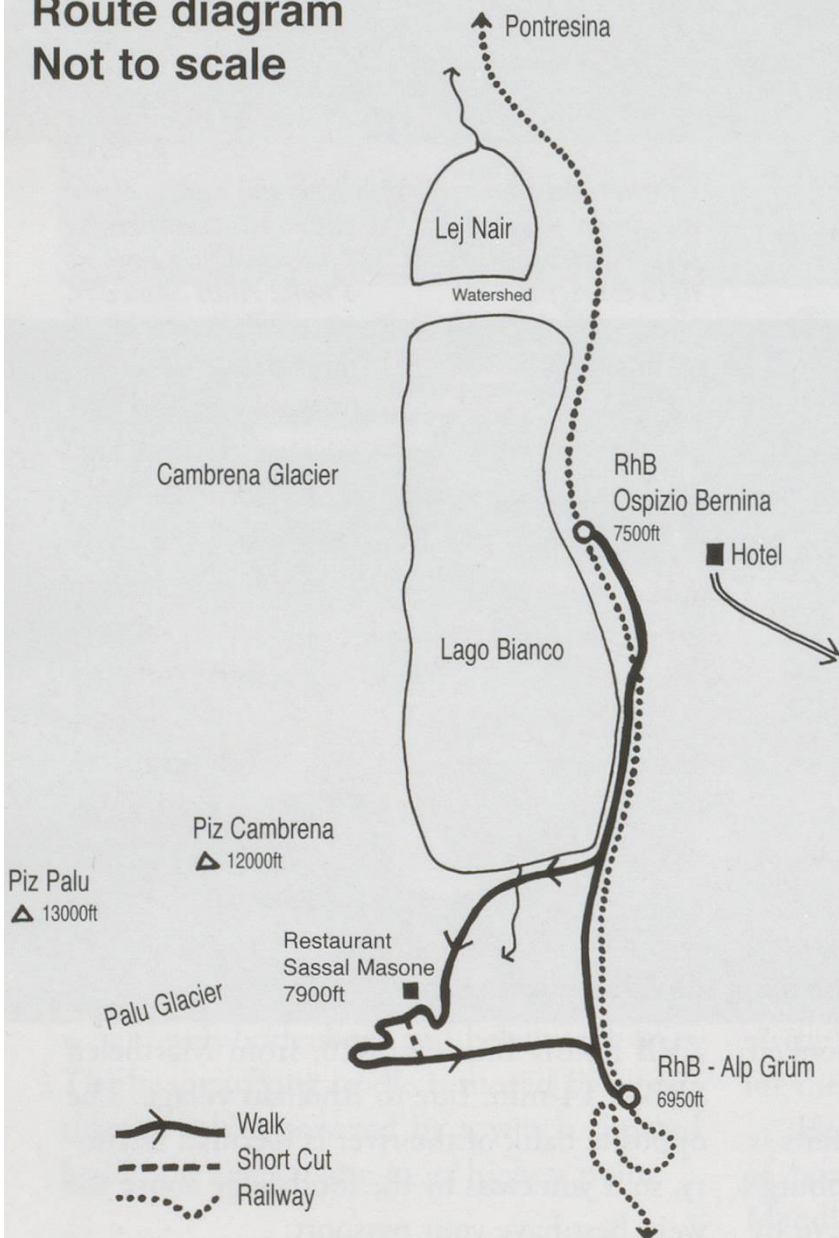 Route diagram
Not to scale
Pontresina
Lej Nair
Watershed
Cambrena Glacier
RhB
Ospizio Bernina
7500ft
Hotel
Lago Bianco
Piz Cambrena
12000ft
Piz Palu
13000ft
Restaurant
Sassal Masone
7900ft
Palu Glacier
RhB - Alp Grüm
6950ft
Walk
Short Cut
Railway